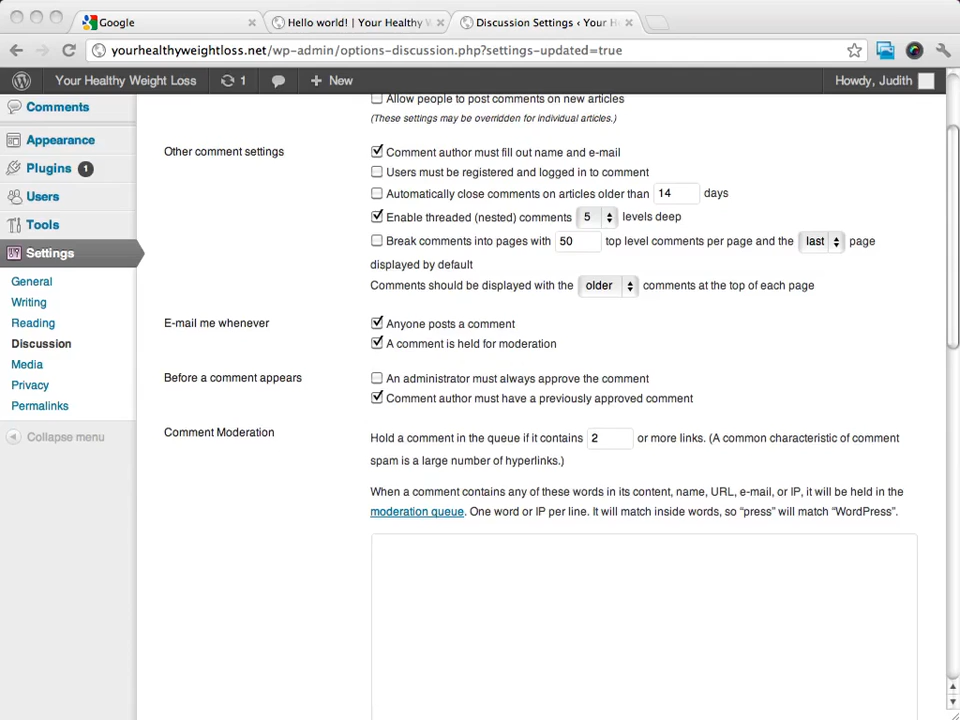 Google
Hello world! | Your Healthy W
Discussion Settings ‹ Your H
yourhealthyweightloss.net/wp-admin/options-discussion.php?settings-updated=true
Your Healthy Weight Loss 1 New Howdy, Judith
Comments
Appearance
Plugins 1
Users
Tools
Settings
General
Writing
Reading
Discussion
Media
Privacy
Permalinks
Collapse menu
Allow people to post comments on new articles
(These settings may be overridden for individual articles.)
Other comment settings
Comment author must fill out name and e-mail
Users must be registered and logged in to comment
Automatically close comments on articles older than 14 days
Enable threaded (nested) comments 5 levels deep
Break comments into pages with 50 top level comments per page and the last page
displayed by default
Comments should be displayed with the older comments at the top of each page
E-mail me whenever
Anyone posts a comment
A comment is held for moderation
Before a comment appears
An administrator must always approve the comment
Comment author must have a previously approved comment
Comment Moderation
Hold a comment in the queue if it contains 2 or more links. (A common characteristic of comment
spam is a large number of hyperlinks.)
When a comment contains any of these words in its content, name, URL, e-mail, or IP, it will be held in the
moderation queue. One word or IP per line. It will match inside words, so “press” will match “WordPress”.